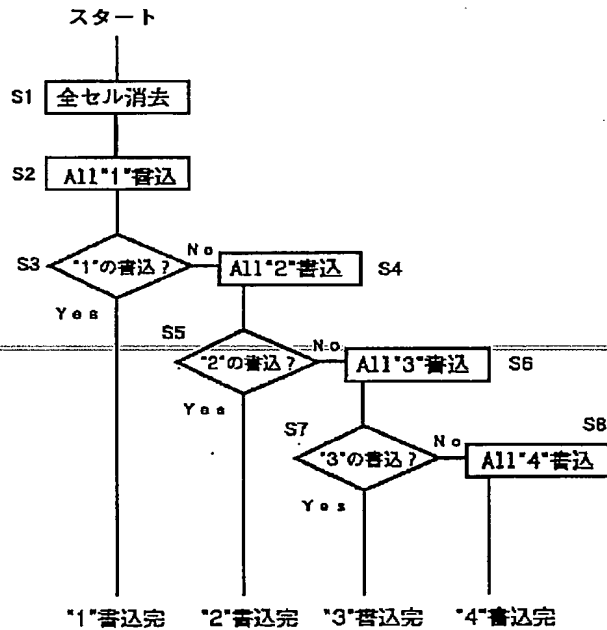 スタート
S1 全セル消去
S2 All"1"書込
S3 "1"の書込? No All"2"書込 S4
Yes
S5 "2"の書込? No All"3"書込 S6
Yes
S7 "3"の書込? No All"4"書込 S8
Yes
"1"書込完 "2"書込完 "3"書込完 "4"書込完